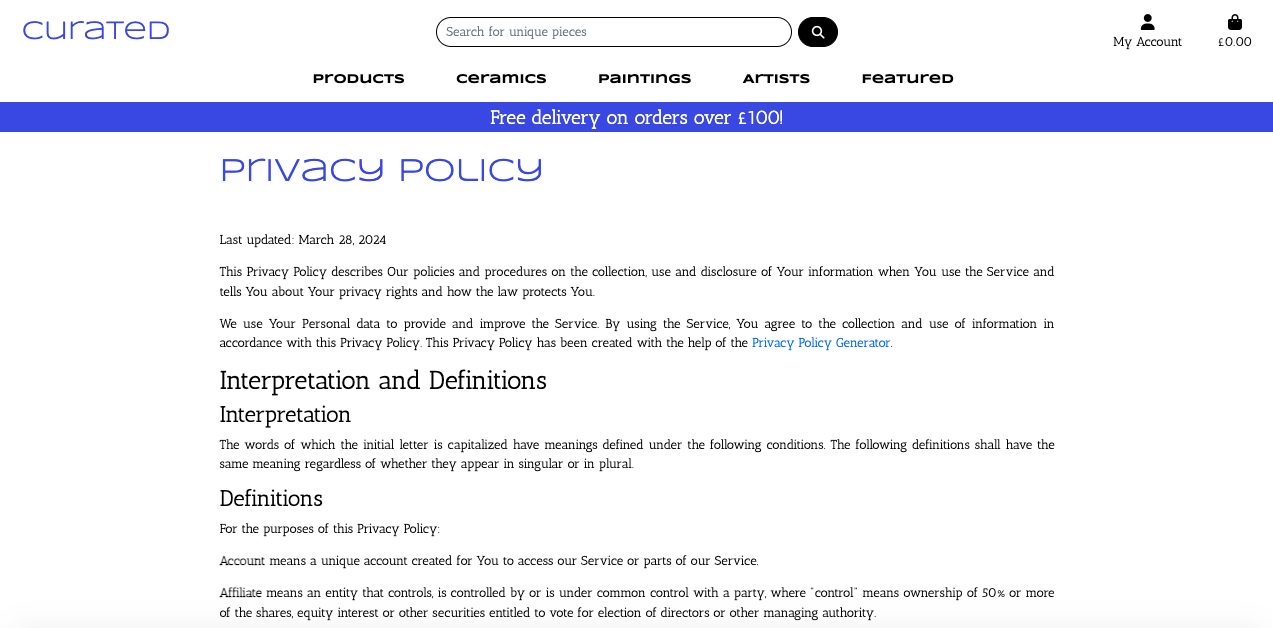 curated
Search for unique pieces
My Account
£0.00
Products
Ceramics
Paintings
Artists
Featured
Free delivery on orders over £100!
Privacy Policy
Last updated: March 28, 2024
This Privacy Policy describes Our policies and procedures on the collection, use and disclosure of Your information when You use the Service and
tells You about Your privacy rights and how the law protects You.
We use Your Personal data to provide and improve the Service. By using the Service, You agree to the collection and use of information in
accordance with this Privacy Policy. This Privacy Policy has been created with the help of the Privacy Policy Generator.
Interpretation and Definitions
Interpretation
The words of which the initial letter is capitalized have meanings defined under the following conditions. The following definitions shall have the
same meaning regardless of whether they appear in singular or in plural.
Definitions
For the purposes of this Privacy Policy:
Account means a unique account created for You to access our Service or parts of our Service.
Affiliate means an entity that controls, is controlled by or is under common control with a party, where "control" means ownership of 50% or more
of the shares, equity interest or other securities entitled to vote for election of directors or other managing authority.